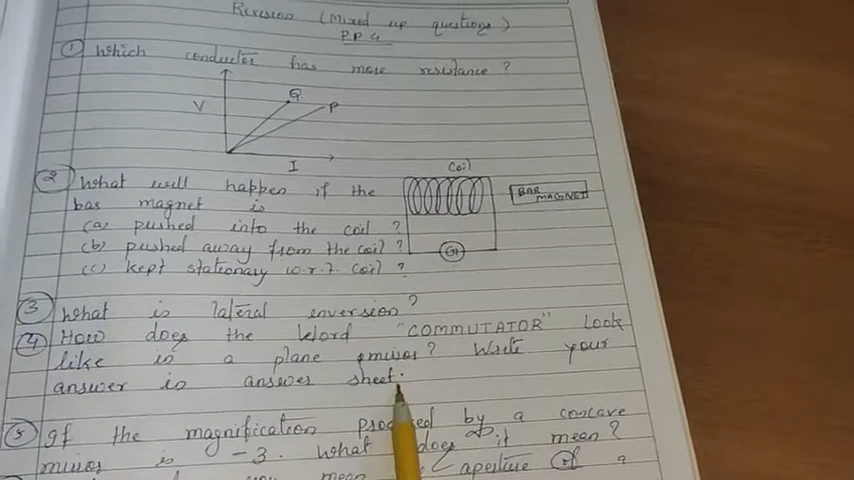 Revision (Mixed up questions)
PP 4
① Which conductor has more resistance ?
V
Q
P
I
② What will happen if the
bar magnet is
(a) pushed into the coil ?
(b) pushed away from the coil ?
(c) kept stationary w.r.t. coil ?
Coil
BAR MAGNET
G
③ What is lateral inversion ?
④ How does the word "COMMUTATOR" Look
like in a plane mirror? Write your
answer in answer sheet.
⑤ If the magnification produced by a concave
mirror is -3. What does it mean ?
you mean aperture of a